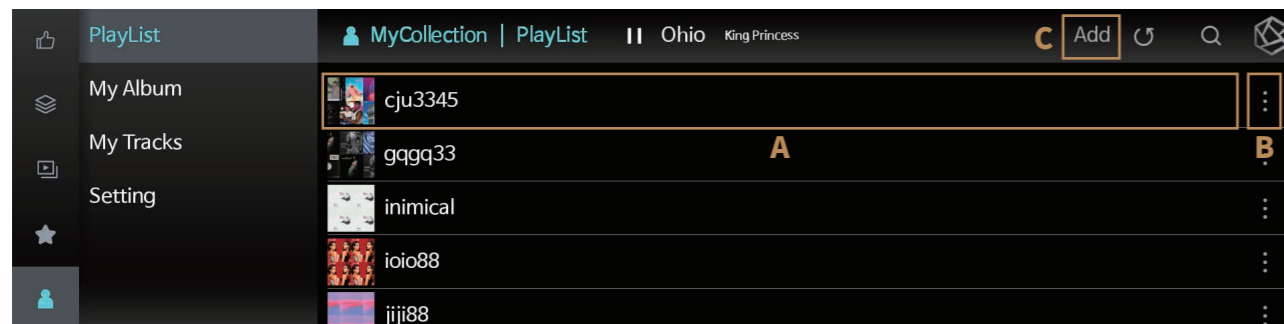 PlayList
My Album
My Tracks
Setting
MyCollection | PlayList
Ohio King Princess
C Add
cju3345
A
B
gqgq33
inimical
ioio88
jiji88